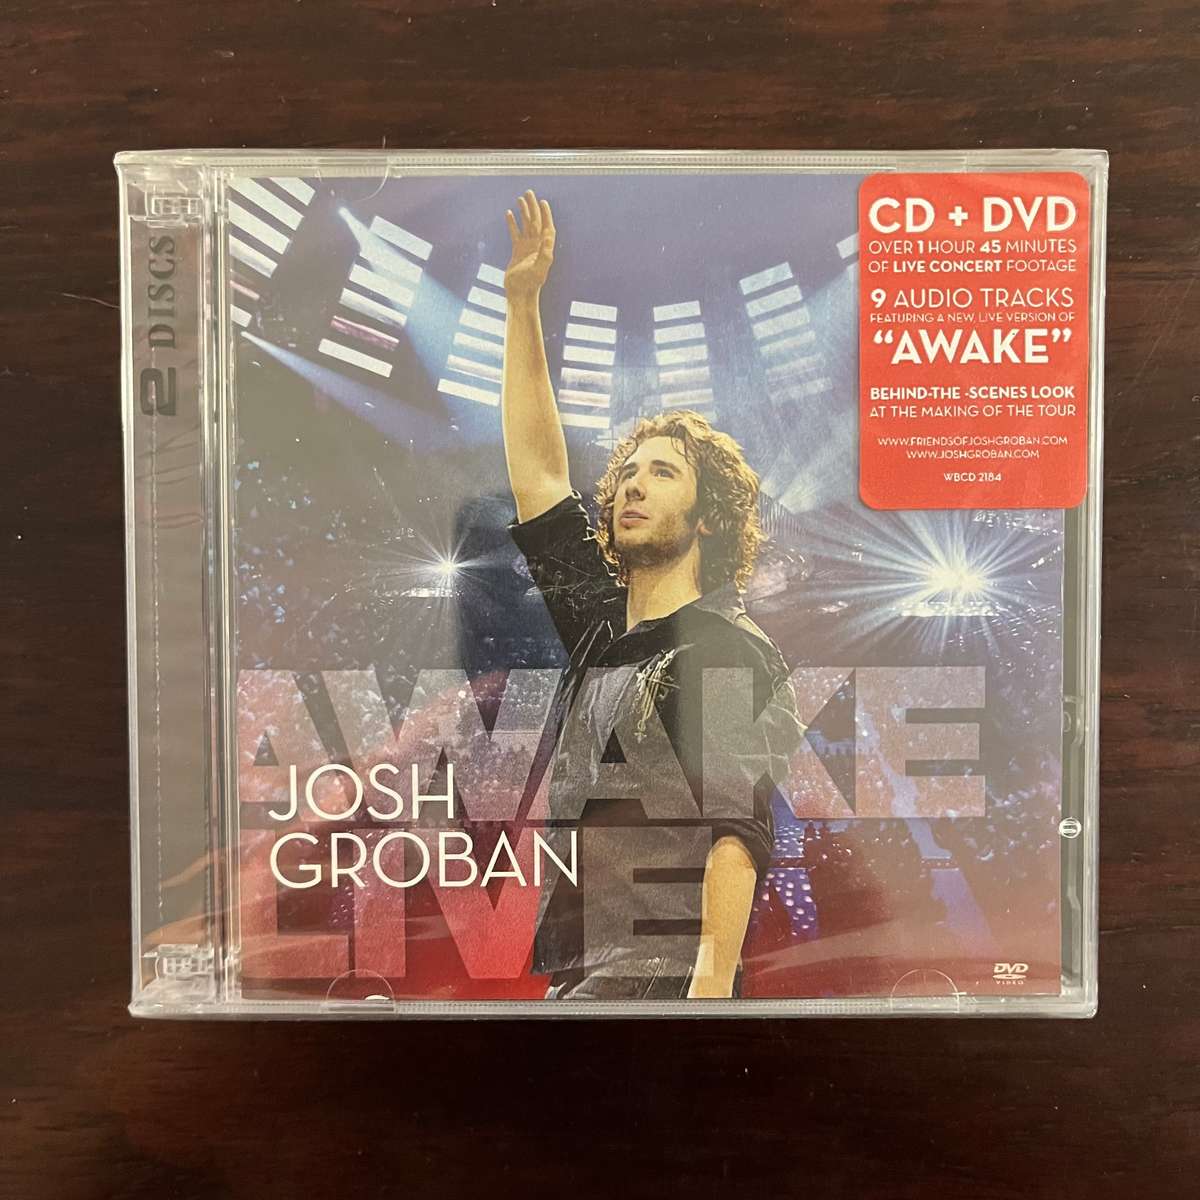 2 DISCS
CD + DVD
OVER 1 HOUR 45 MINUTES
OF LIVE CONCERT FOOTAGE
9 AUDIO TRACKS
FEATURING A NEW, LIVE VERSION OF
“AWAKE”
BEHIND-THE -SCENES LOOK
AT THE MAKING OF THE TOUR
WWW.FRIENDSOFJOSHGROBAN.COM
WWW.JOSHGROBAN.COM
WBCD 2184
AWAKE
JOSH
GROBAN
LIVE
DVD
VIDEO